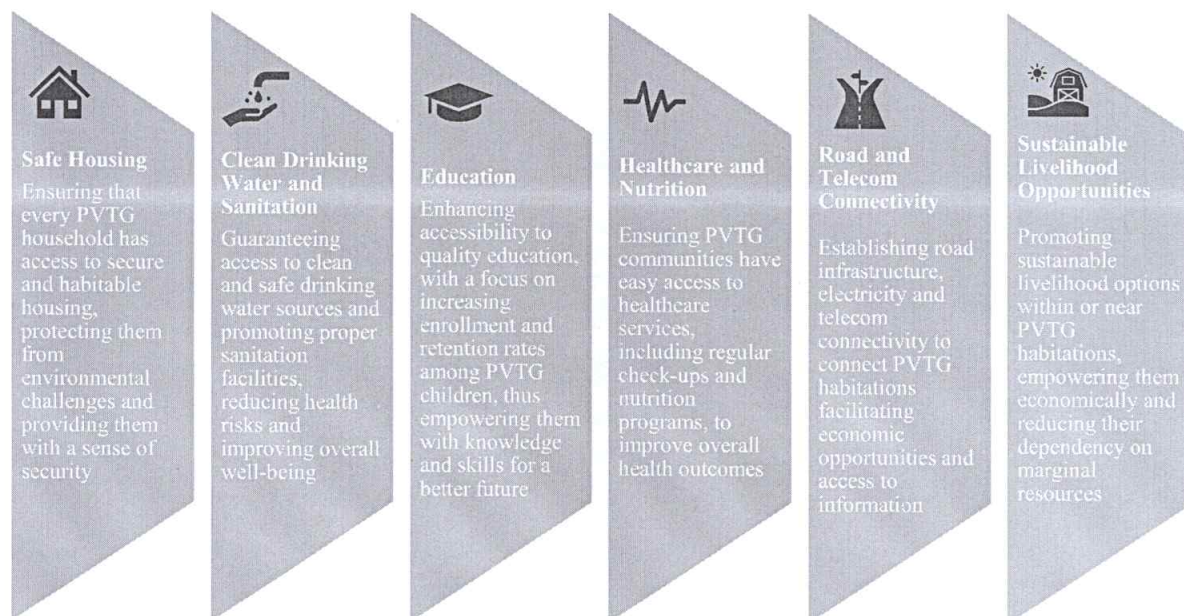 Safe Housing
Ensuring that
every PVTG
household has
access to secure
and habitable
housing,
protecting them
from
environmental
challenges and
providing them
with a sense of
security
Clean Drinking
Water and
Sanitation
Guaranteeing
access to clean
and safe drinking
water sources and
promoting proper
sanitation
facilities,
reducing health
risks and
improving overall
well-being
Education
Enhancing
accessibility to
quality education,
with a focus on
increasing
enrollment and
retention rates
among PVTG
children, thus
empowering them
with knowledge
and skills for a
better future
Healthcare and
Nutrition
Ensuring PVTG
communities have
easy access to
healthcare
services,
including regular
check-ups and
nutrition
programs, to
improve overall
health outcomes
Road and
Telecom
Connectivity
Establishing road
infrastructure,
electricity and
telecom
connectivity to
connect PVTG
habitations
facilitating
economic
opportunities and
access to
information
Sustainable
Livelihood
Opportunities
Promoting
sustainable
livelihood options
within or near
PVTG
habitations,
empowering them
economically and
reducing their
dependency on
marginal
resources